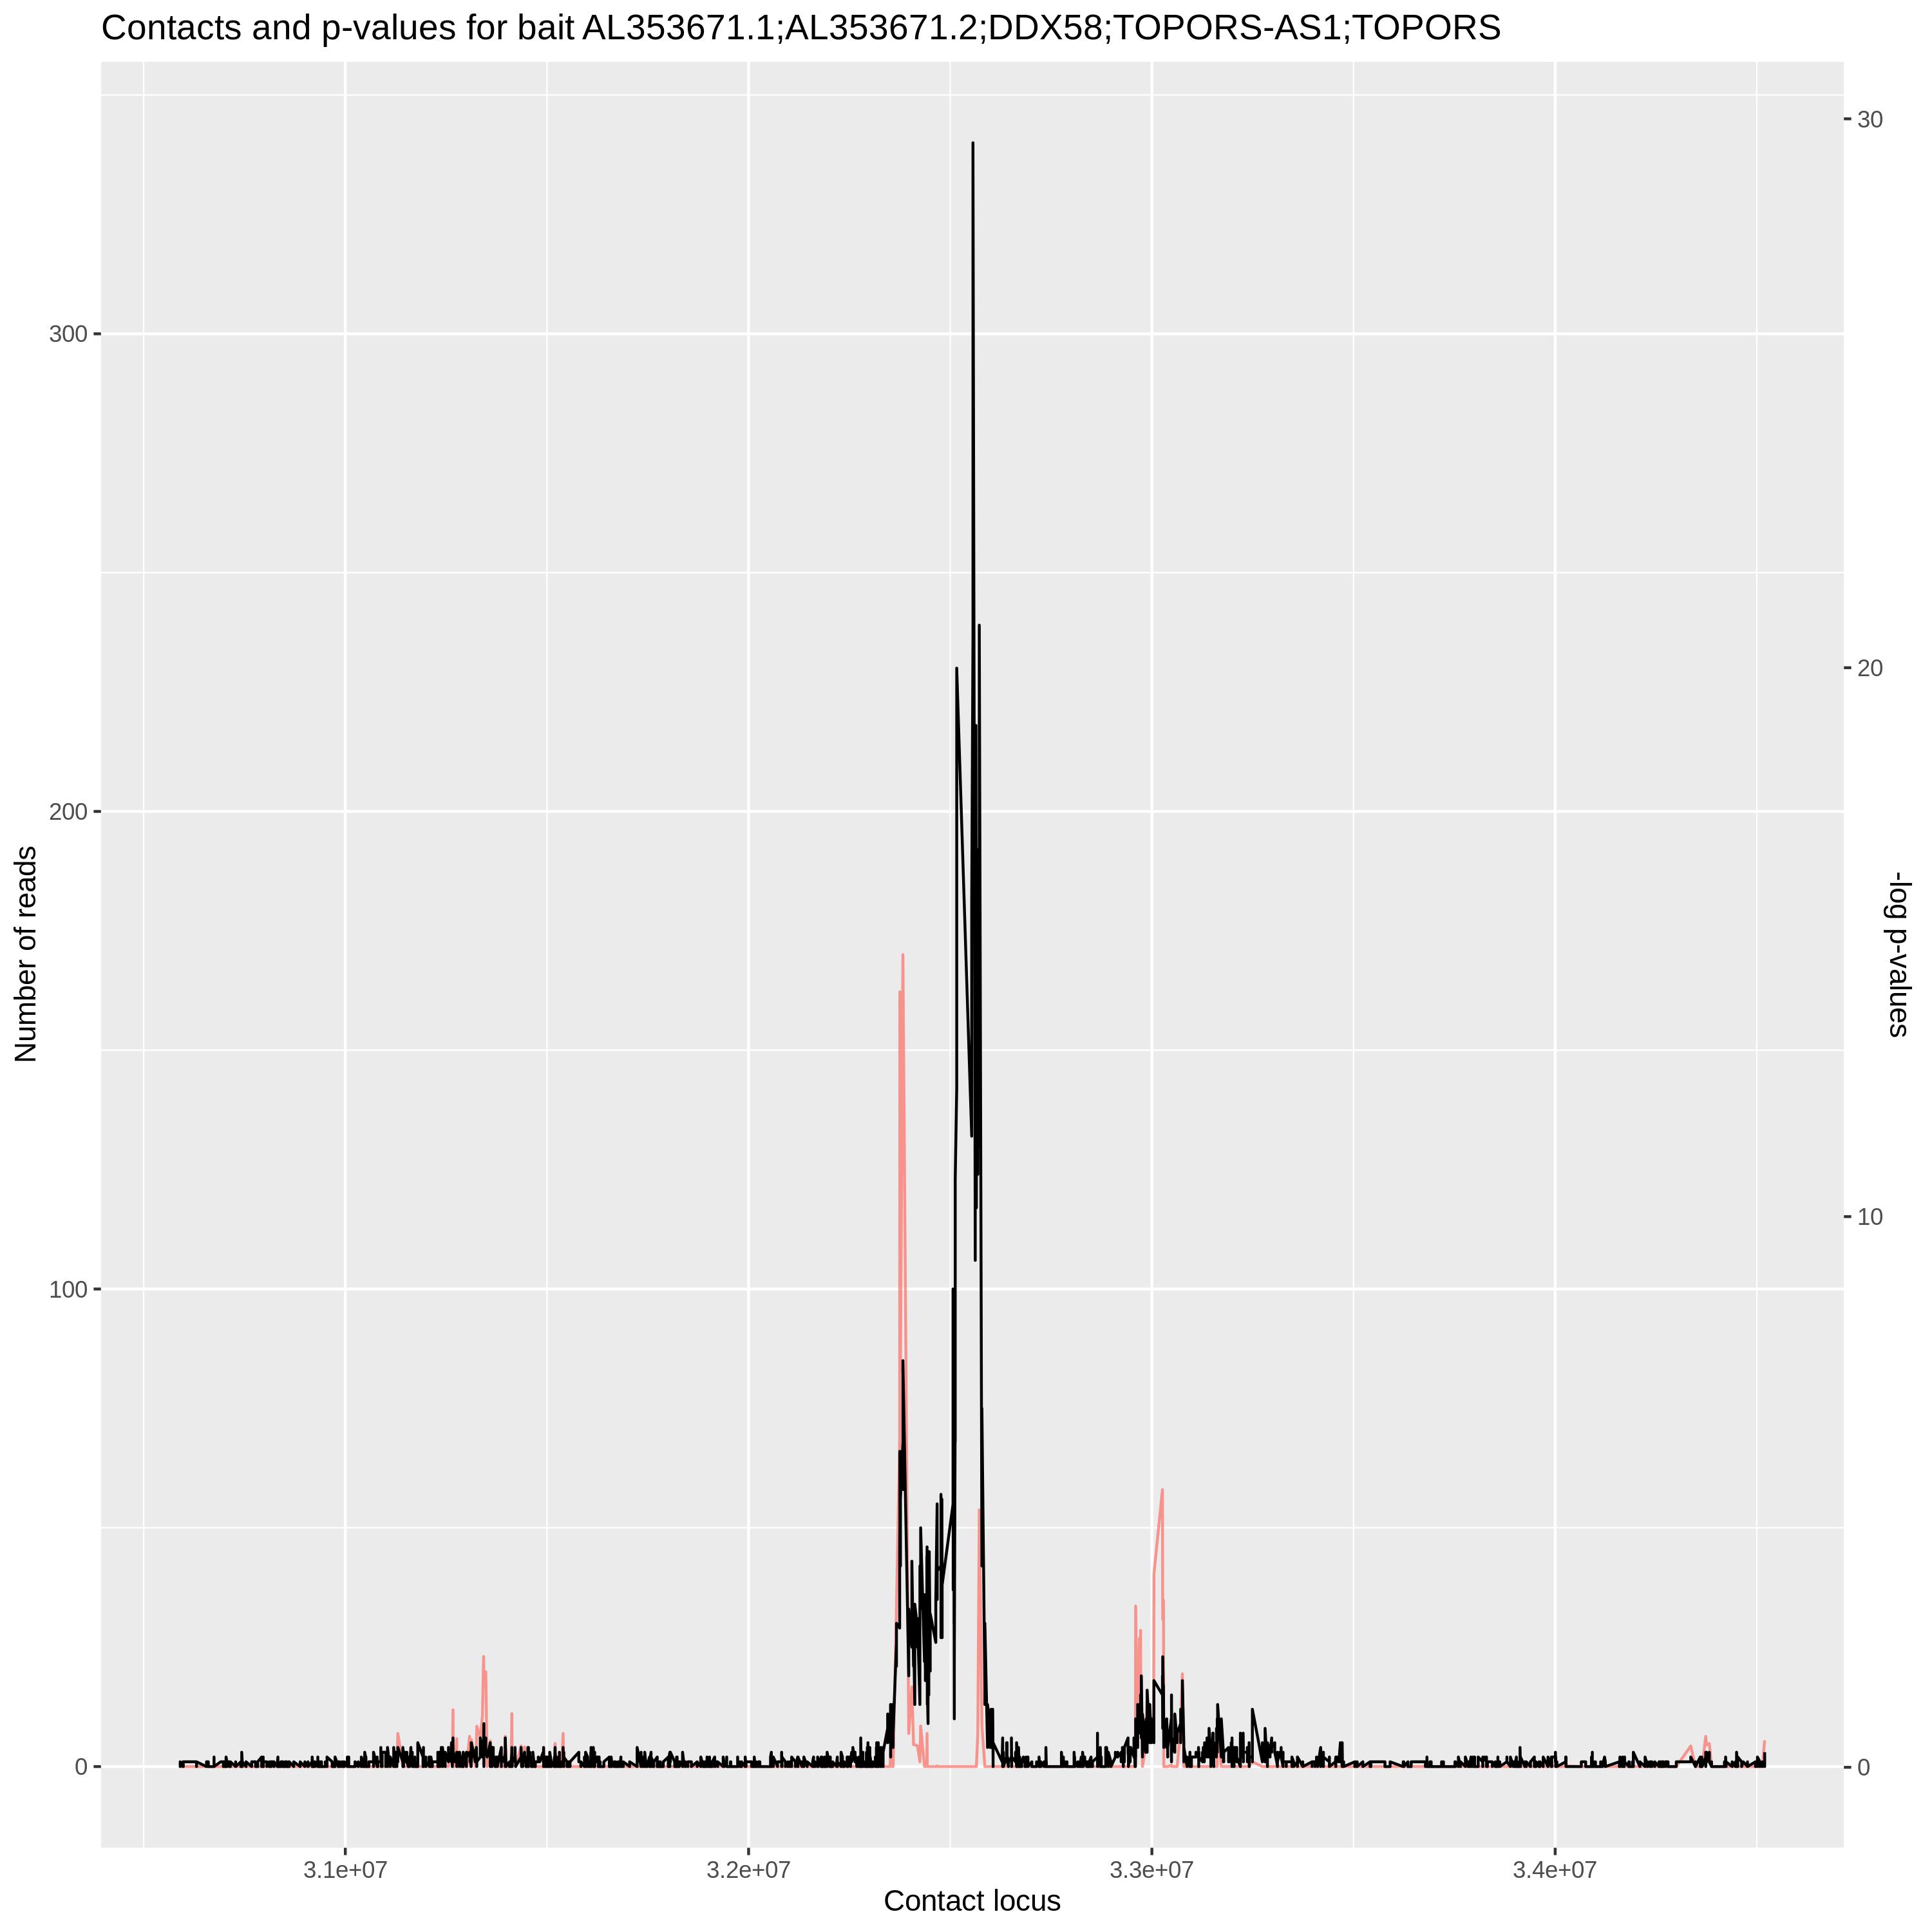 Contacts and p-values for bait AL353671.1;AL353671.2;DDX58;TOPORS-AS1;TOPORS
30
300
20
200
Number of reads
-log p-values
10
100
0
0
3.1e+07
3.2e+07
3.3e+07
3.4e+07
Contact locus